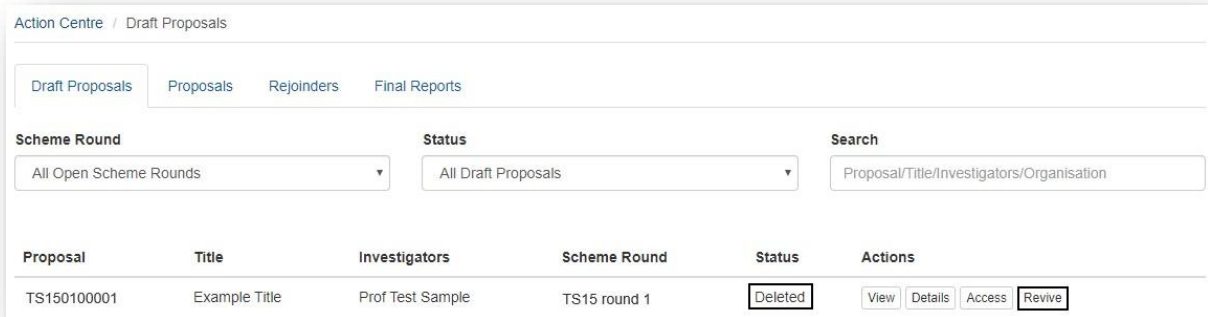 Action Centre / Draft Proposals
Draft Proposals Proposals Rejoinders Final Reports
Scheme Round Status Search
All Open Scheme Rounds All Draft Proposals Proposal/Title/Investigators/Organisation
Proposal Title Investigators Scheme Round Status Actions
TS150100001 Example Title Prof Test Sample TS15 round 1 Deleted View Details Access Revive